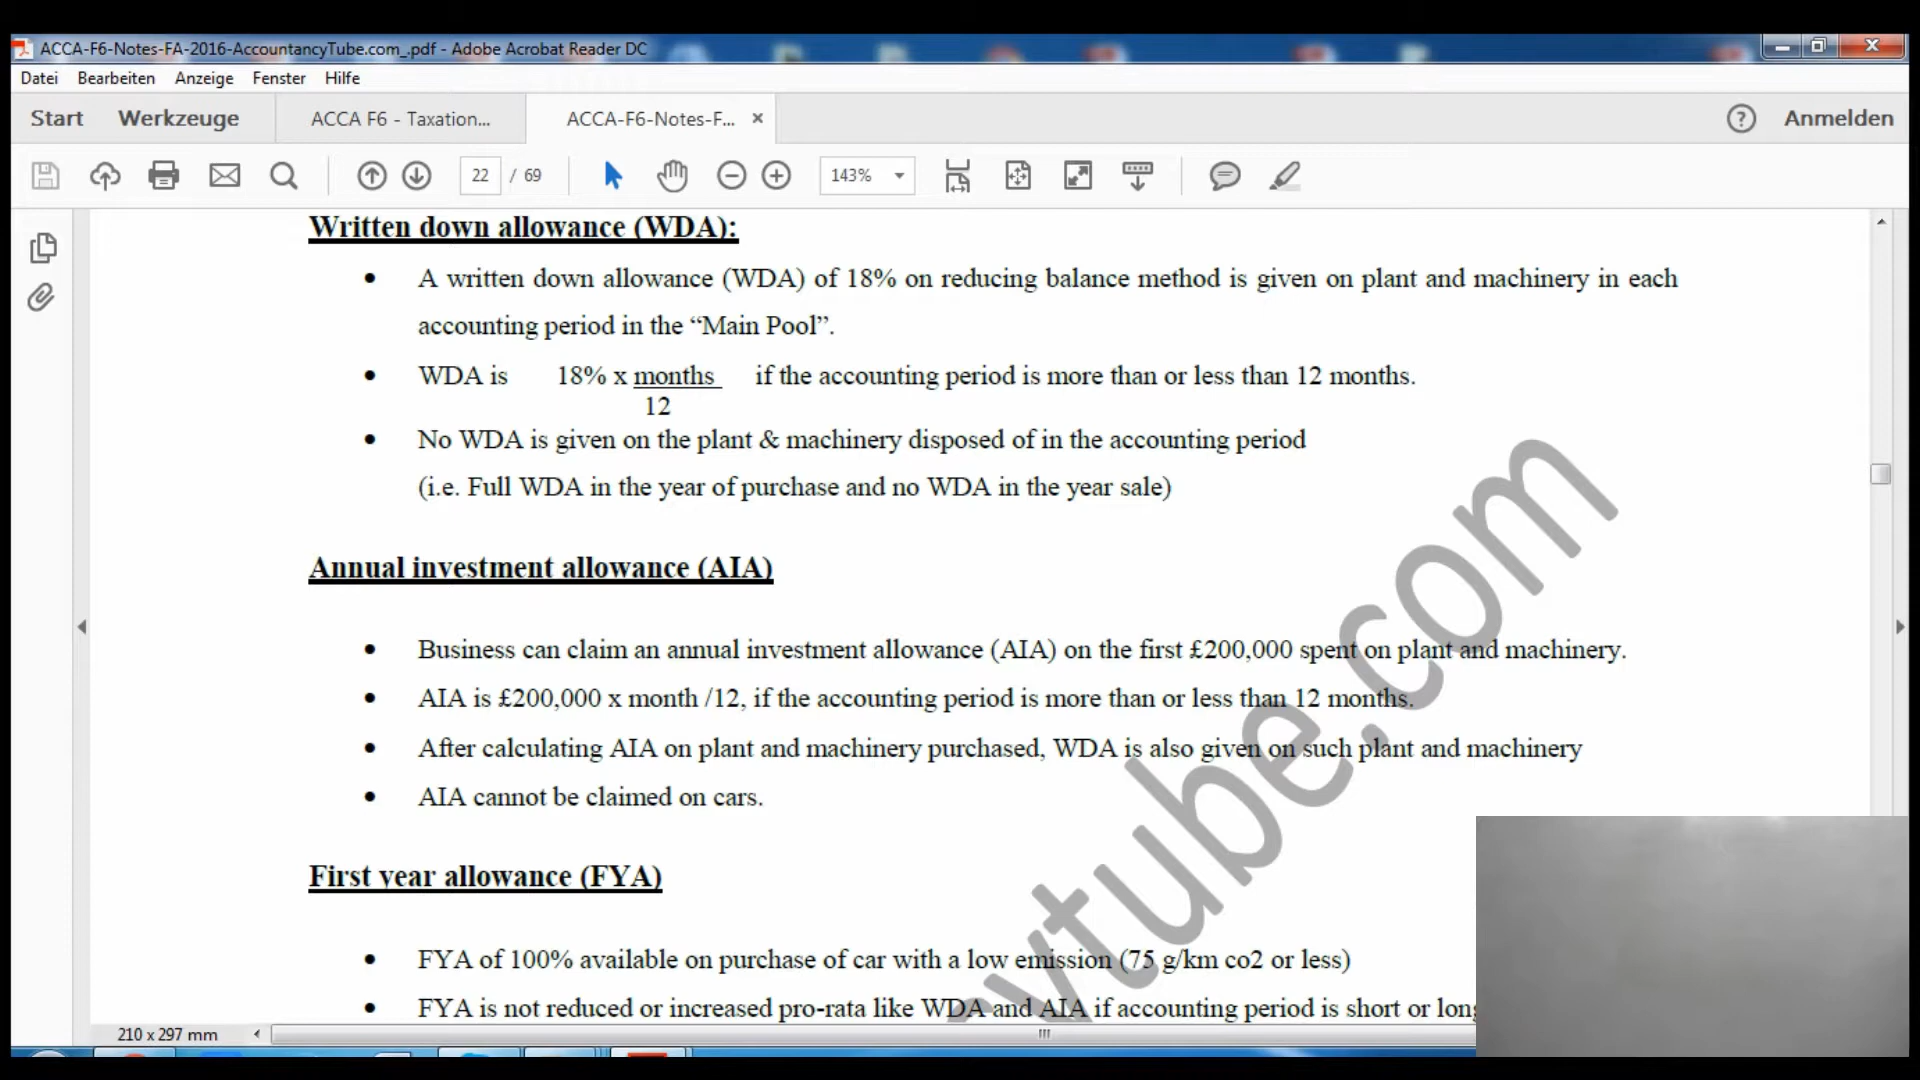 ACCA-F6-Notes-FA-2016-AccountancyTube.com_.pdf - Adobe Acrobat Reader DC
Datei Bearbeiten Anzeige Fenster Hilfe
Start Werkzeuge ACCA F6 - Taxation... ACCA-F6-Notes-F... Anmelden
22 / 69 143%
Written down allowance (WDA):
• A written down allowance (WDA) of 18% on reducing balance method is given on plant and machinery in each
accounting period in the “Main Pool”.
• WDA is 18% x months if the accounting period is more than or less than 12 months.
12
• No WDA is given on the plant & machinery disposed of in the accounting period
(i.e. Full WDA in the year of purchase and no WDA in the year sale)
Annual investment allowance (AIA)
• Business can claim an annual investment allowance (AIA) on the first £200,000 spent on plant and machinery.
• AIA is £200,000 x month /12, if the accounting period is more than or less than 12 months.
• After calculating AIA on plant and machinery purchased, WDA is also given on such plant and machinery
• AIA cannot be claimed on cars.
First year allowance (FYA)
• FYA of 100% available on purchase of car with a low emission (75 g/km co2 or less)
• FYA is not reduced or increased pro-rata like WDA and AIA if accounting period is short or long
ytube.com
210 x 297 mm